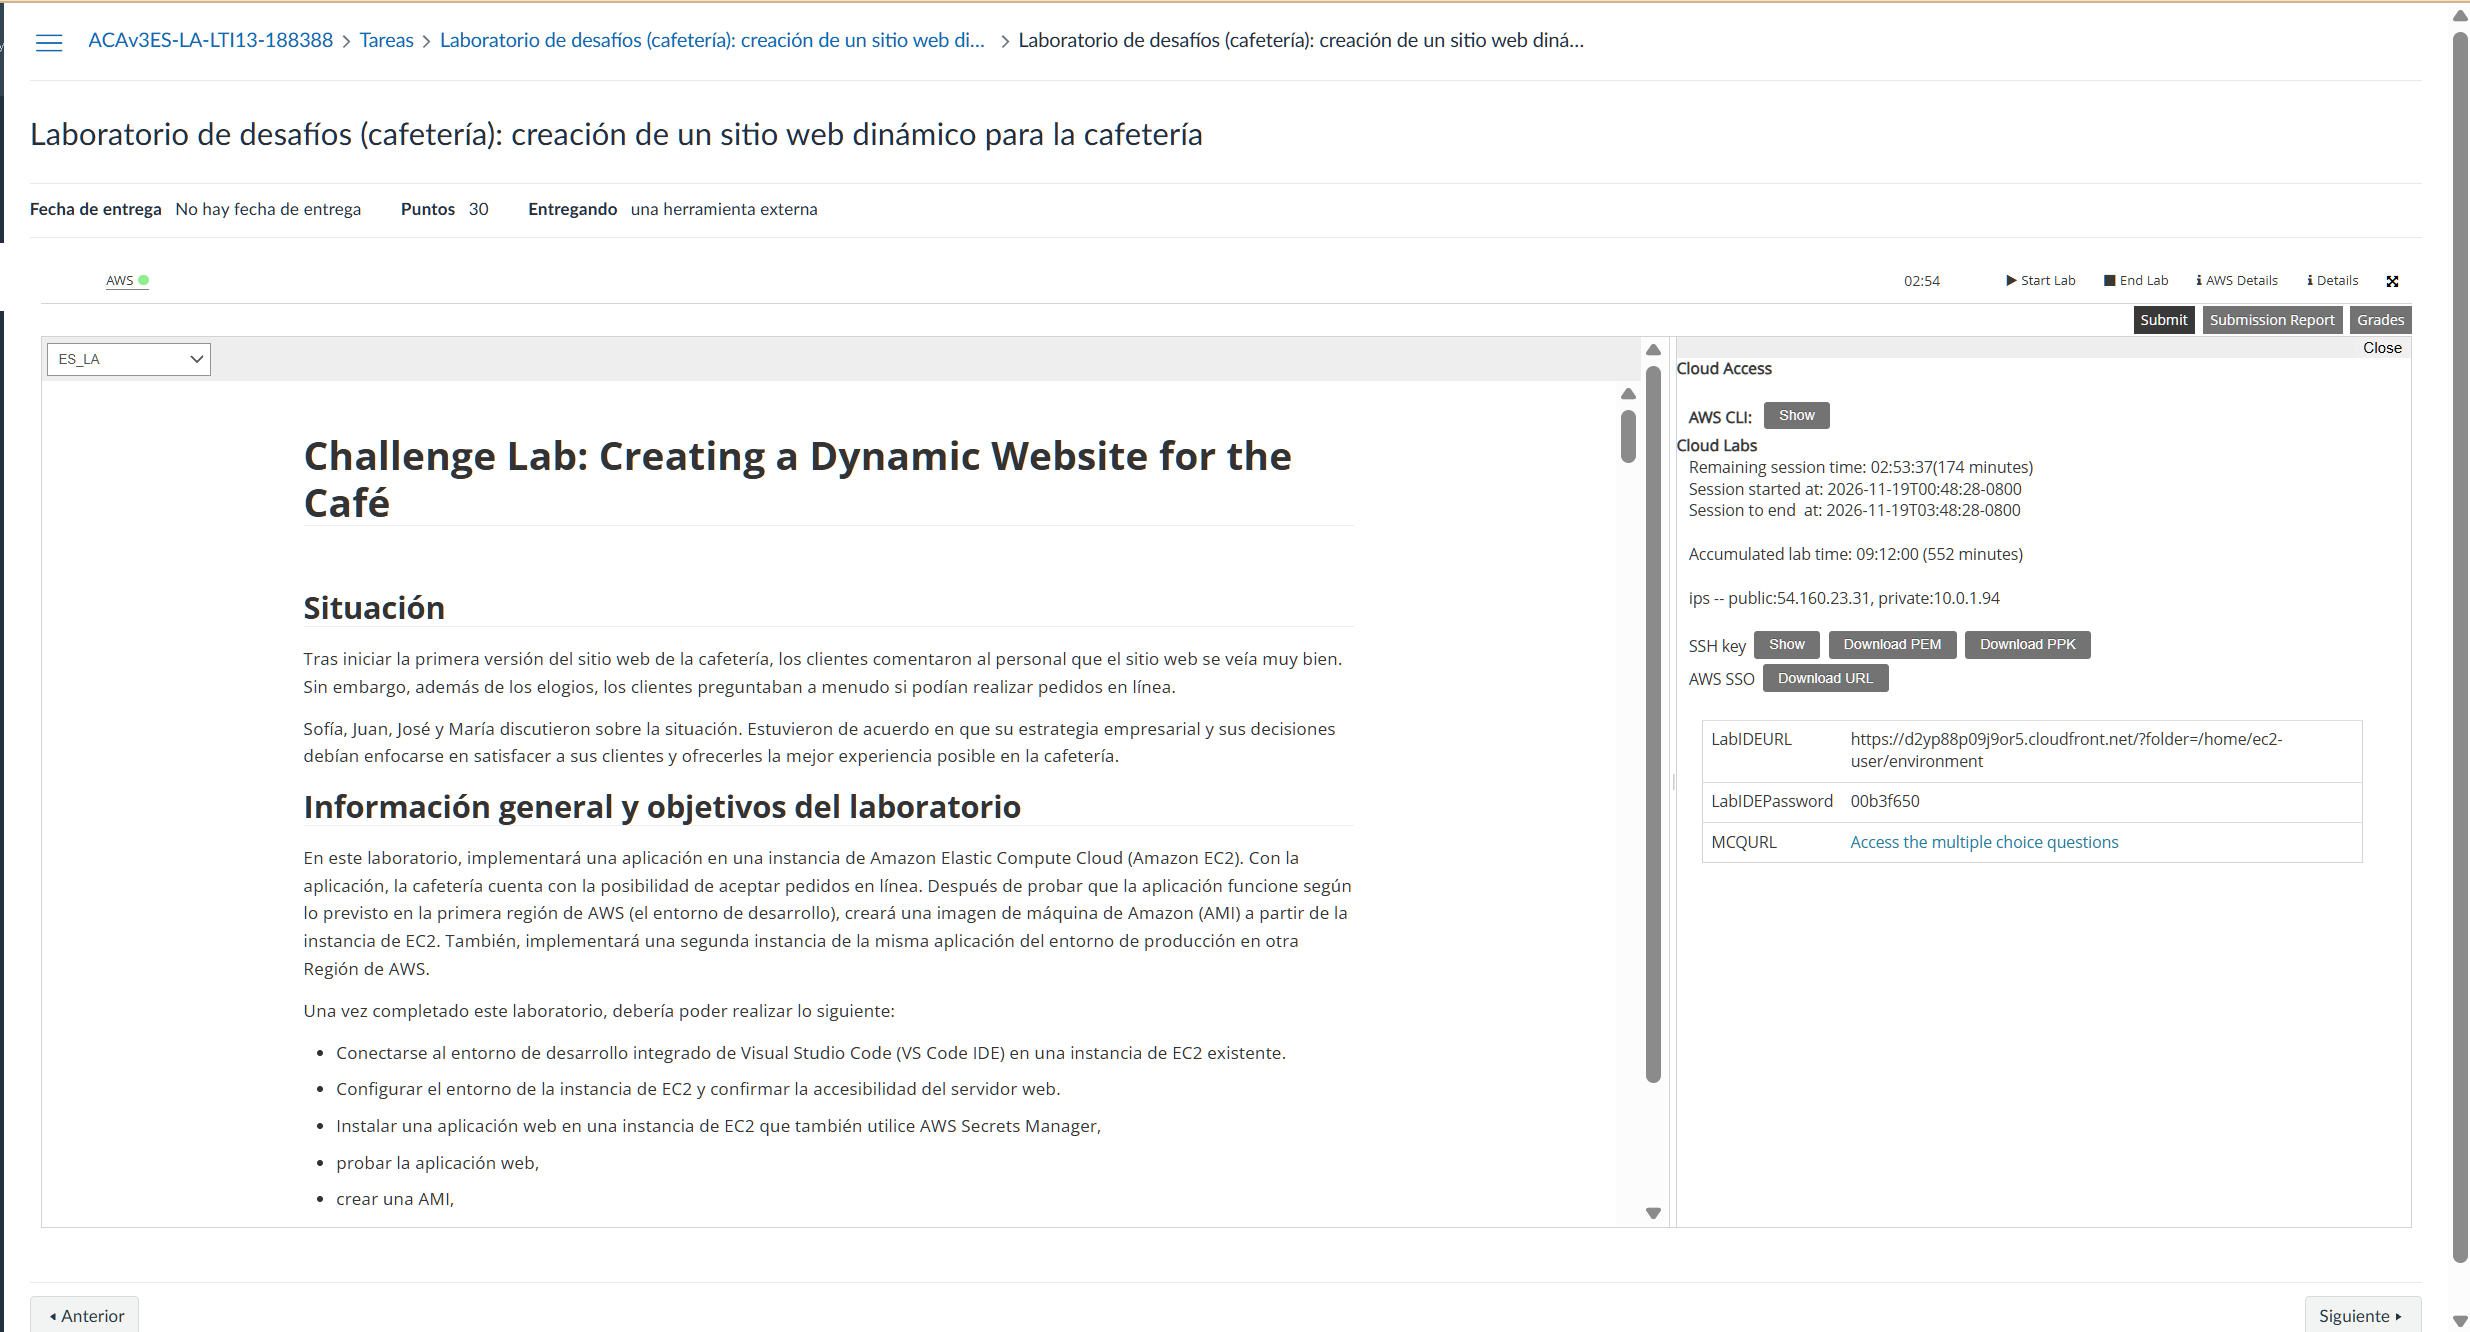 ACAv3ES-LA-LTI13-188388 > Tareas > Laboratorio de desafíos (cafetería): creación de un sitio web di... > Laboratorio de desafíos (cafetería): creación de un sitio web diná...
Laboratorio de desafíos (cafetería): creación de un sitio web dinámico para la cafetería
Fecha de entrega No hay fecha de entrega Puntos 30 Entregando una herramienta externa
AWS 02:54 Start Lab End Lab AWS Details Details
Submit Submission Report Grades
ES_LA
Challenge Lab: Creating a Dynamic Website for the
Café
Situación
Tras iniciar la primera versión del sitio web de la cafetería, los clientes comentaron al personal que el sitio web se veía muy bien.
Sin embargo, además de los elogios, los clientes preguntaban a menudo si podían realizar pedidos en línea.
Sofía, Juan, José y María discutieron sobre la situación. Estuvieron de acuerdo en que su estrategia empresarial y sus decisiones
debían enfocarse en satisfacer a sus clientes y ofrecerles la mejor experiencia posible en la cafetería.
Información general y objetivos del laboratorio
En este laboratorio, implementará una aplicación en una instancia de Amazon Elastic Compute Cloud (Amazon EC2). Con la
aplicación, la cafetería cuenta con la posibilidad de aceptar pedidos en línea. Después de probar que la aplicación funcione según
lo previsto en la primera región de AWS (el entorno de desarrollo), creará una imagen de máquina de Amazon (AMI) a partir de la
instancia de EC2. También, implementará una segunda instancia de la misma aplicación del entorno de producción en otra
Región de AWS.
Una vez completado este laboratorio, debería poder realizar lo siguiente:
• Conectarse al entorno de desarrollo integrado de Visual Studio Code (VS Code IDE) en una instancia de EC2 existente.
• Configurar el entorno de la instancia de EC2 y confirmar la accesibilidad del servidor web.
• Instalar una aplicación web en una instancia de EC2 que también utilice AWS Secrets Manager,
• probar la aplicación web,
• crear una AMI,
Close
Cloud Access
AWS CLI: Show
Cloud Labs
Remaining session time: 02:53:37(174 minutes)
Session started at: 2026-11-19T00:48:28-0800
Session to end at: 2026-11-19T03:48:28-0800
Accumulated lab time: 09:12:00 (552 minutes)
ips -- public:54.160.23.31, private:10.0.1.94
SSH key Show Download PEM Download PPK
AWS SSO Download URL
LabIDEURL https://d2yp88p09j9or5.cloudfront.net/?folder=/home/ec2-
user/environment
LabIDEPassword 00b3f650
MCQURL Access the multiple choice questions
Anterior Siguiente